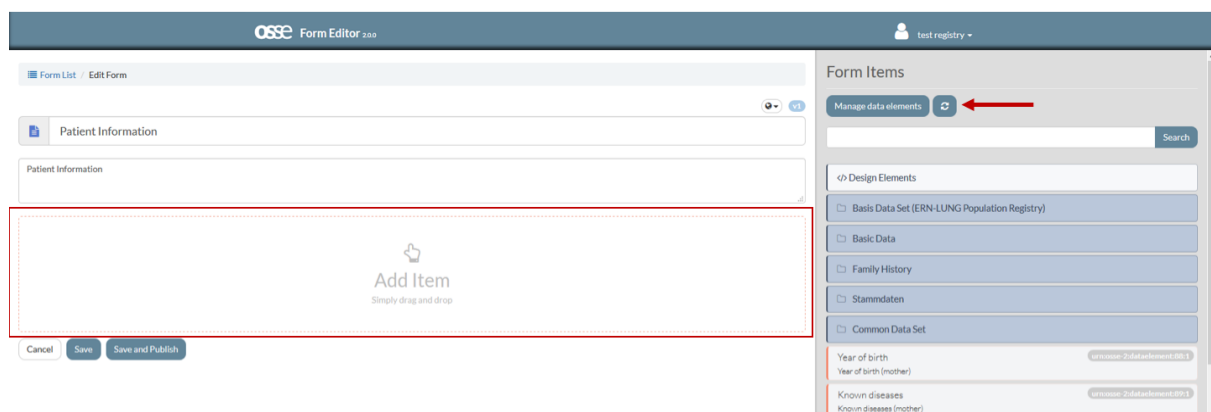 OSSE Form Editor 2.0.0
test registry
Form List / Edit Form
v1
Patient Information
Patient Information
Add Item
Simply drag and drop
Cancel
Save
Save and Publish
Form Items
Manage data elements
Search
</> Design Elements
Basis Data Set (ERN-LUNG Population Registry)
Basic Data
Family History
Stammdaten
Common Data Set
Year of birth
urn:osse-2:dataelement:88:1
Year of birth (mother)
Known diseases
urn:osse-2:dataelement:89:1
Known diseases (mother)